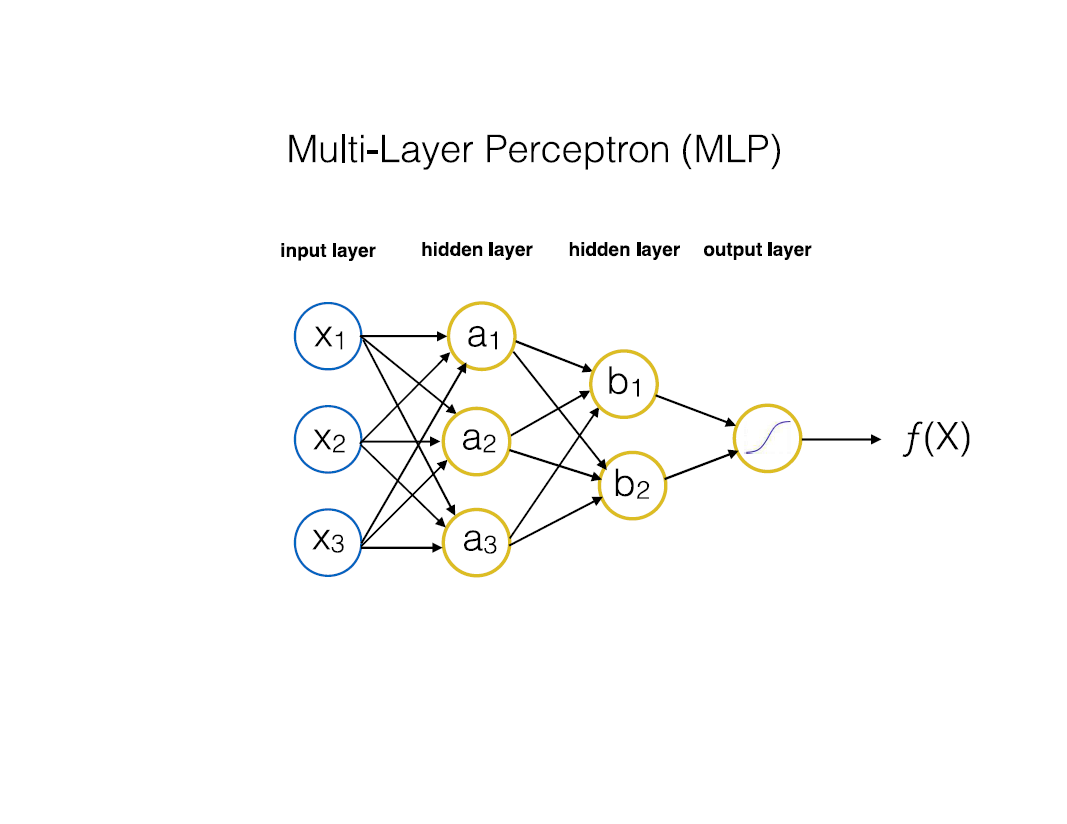 Multi-Layer Perceptron (MLP)
input layer
hidden layer
hidden layer
output layer
x1
x2
x3
a1
a2
a3
b1
b2
f(X)